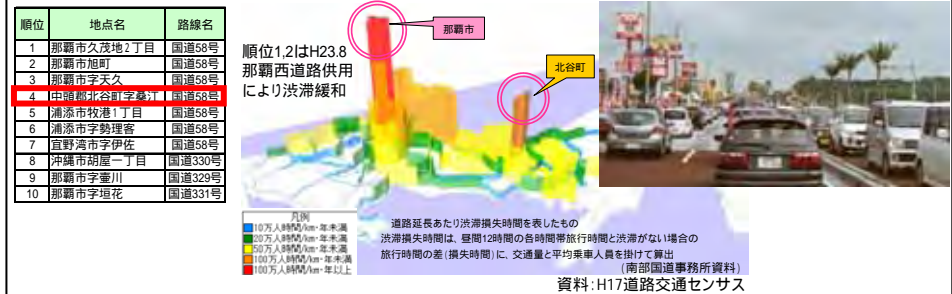 順位 地点名 路線名
1 那覇市久茂地2丁目 国道58号
2 那覇市旭町 国道58号
3 那覇市字天久 国道58号
4 中頭郡北谷町字桑江 国道58号
5 浦添市牧港1丁目 国道58号
6 浦添市字勢理客 国道58号
7 宜野湾市字伊佐 国道58号
8 沖縄市胡屋一丁目 国道330号
9 那覇市字壷川 国道329号
10 那覇市字垣花 国道331号
順位1,2はH23.8
那覇西道路供用
により渋滞緩和
那覇市
北谷町
凡例
10万人時間/km・年未満
20万人時間/km・年未満
50万人時間/km・年未満
100万人時間/km・年未満
100万人時間/km・年以上
道路延長あたり渋滞損失時間を表したもの
渋滞損失時間は、昼間12時間の各時間帯旅行時間と渋滞がない場合の
旅行時間の差(損失時間)に、交通量と平均乗車人員を掛けて算出
(南部国道事務所資料)
資料:H17道路交通センサス